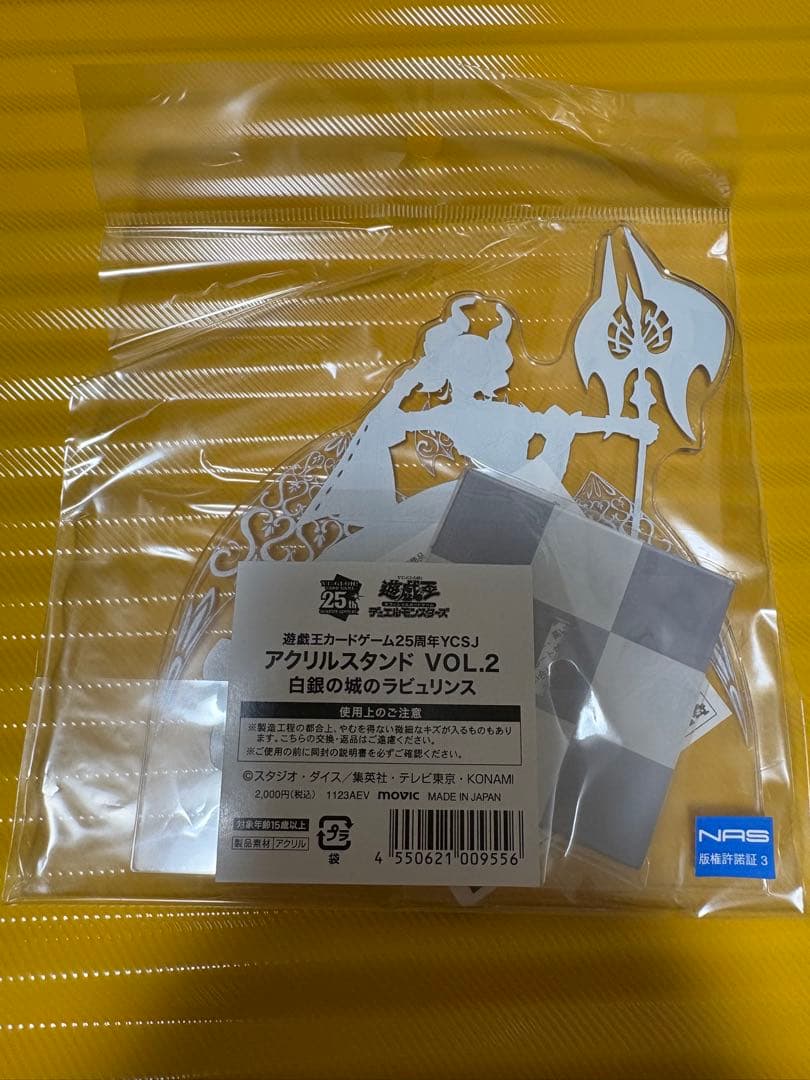 25th
遊戯王
デュエルモンスターズ
遊戯王カードゲーム25周年YCSJ
アクリルスタンド VOL.2
白銀の城のラビュリンス
使用上のご注意
※製造工程の都合上、やむを得ない微細なキズが入るものもあり
ます。こちらの交換・返品はご遠慮ください。
※ご使用の前に同封の説明書を必ずご確認ください。
©スタジオ・ダイス／集英社・テレビ東京・KONAMI
2,000円(税込) 1123AEV movic MADE IN JAPAN
対象年齢15歳以上
製品素材 アクリル
プラ
袋
4 550621 009556
NAS
版権許諾証 3